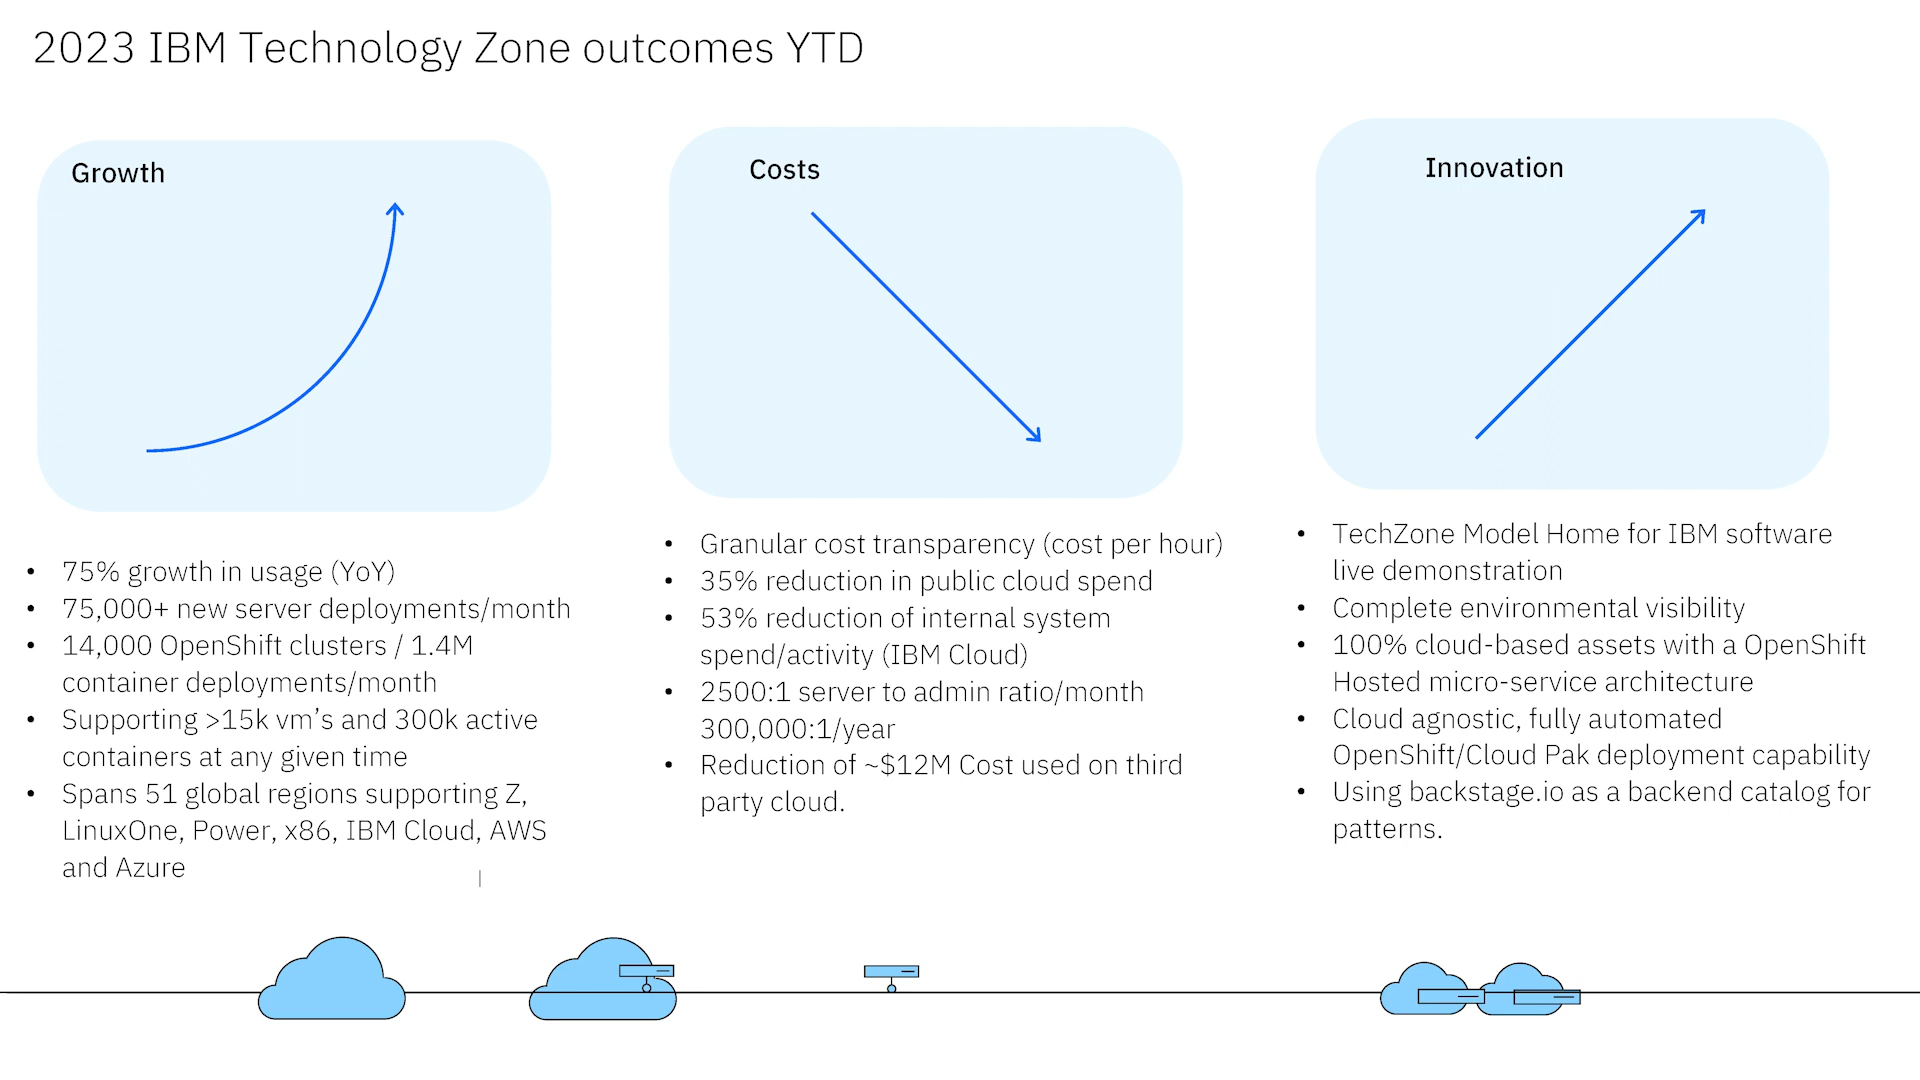 2023 IBM Technology Zone outcomes YTD
Growth
• 75% growth in usage (YoY)
• 75,000+ new server deployments/month
• 14,000 OpenShift clusters / 1.4M
container deployments/month
• Supporting >15k vm’s and 300k active
containers at any given time
• Spans 51 global regions supporting Z,
LinuxOne, Power, x86, IBM Cloud, AWS
and Azure
Costs
• Granular cost transparency (cost per hour)
• 35% reduction in public cloud spend
• 53% reduction of internal system
spend/activity (IBM Cloud)
• 2500:1 server to admin ratio/month
300,000:1/year
• Reduction of ~$12M Cost used on third
party cloud.
Innovation
• TechZone Model Home for IBM software
live demonstration
• Complete environmental visibility
• 100% cloud-based assets with a OpenShift
Hosted micro-service architecture
• Cloud agnostic, fully automated
OpenShift/Cloud Pak deployment capability
• Using backstage.io as a backend catalog for
patterns.